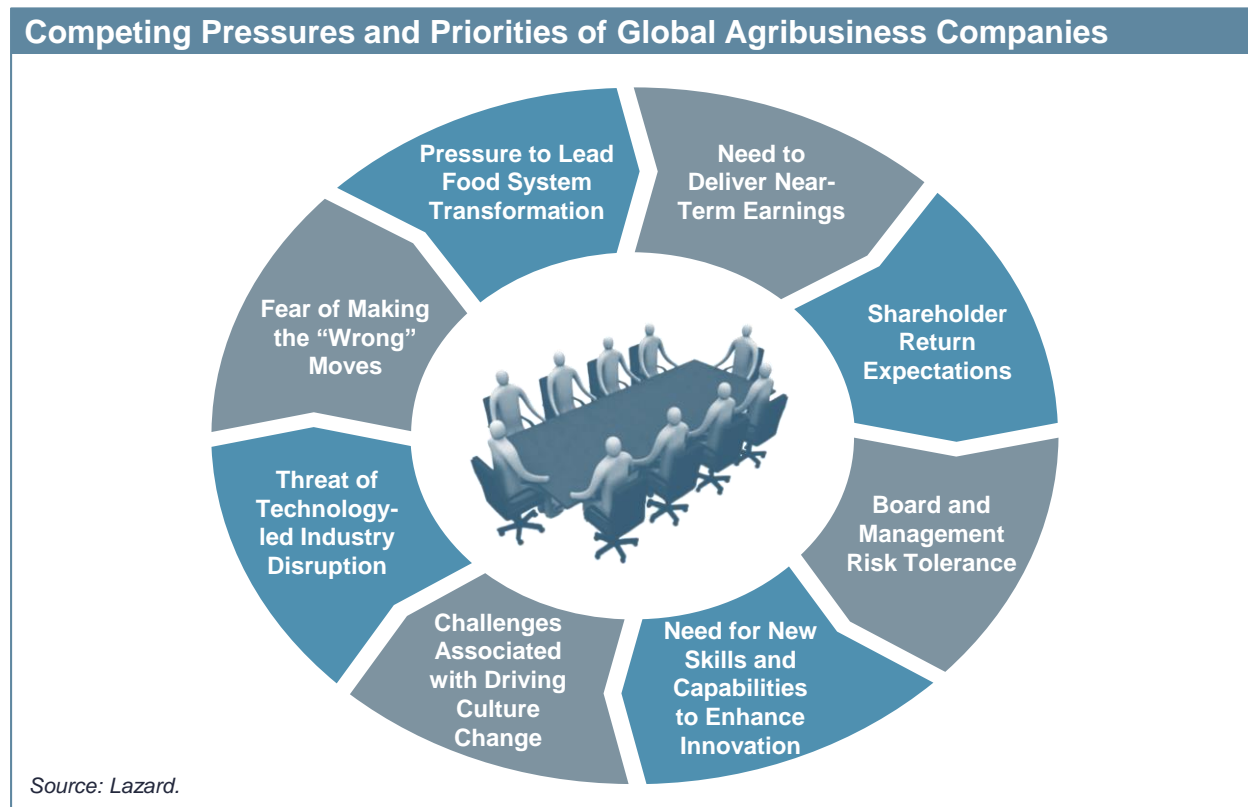 Competing Pressures and Priorities of Global Agribusiness Companies
Pressure to Lead
Food System
Transformation
Need to
Deliver Near-
Term Earnings
Shareholder
Return
Expectations
Board and
Management
Risk Tolerance
Need for New
Skills and
Capabilities
to Enhance
Innovation
Challenges
Associated
with Driving
Culture
Change
Threat of
Technology-
led Industry
Disruption
Fear of Making
the “Wrong”
Moves
Source: Lazard.